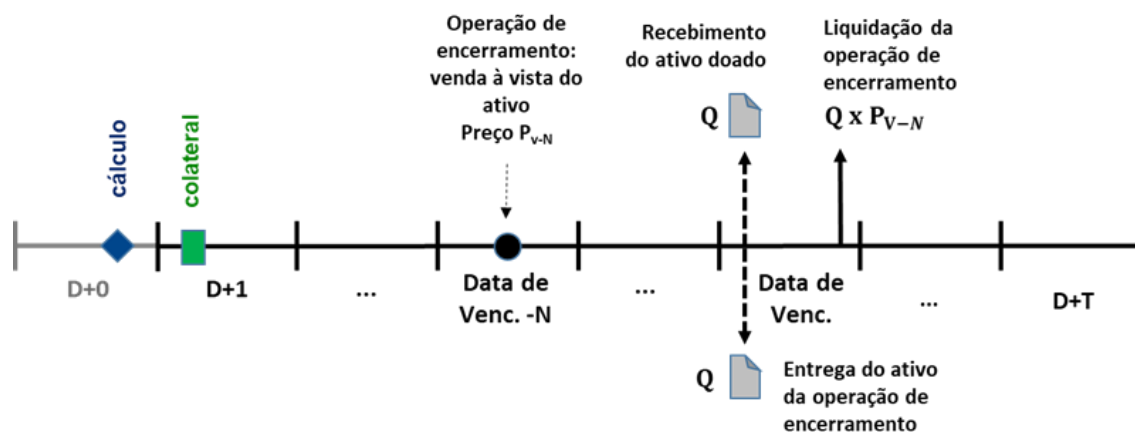 Operação de
encerramento:
venda à vista do
ativo
Preço Pv-N
Recebimento
do ativo doado
Q
Liquidação da
operação de
encerramento
Q x PV−N
cálculo
colateral
D+0
D+1
...
Data de
Venc. -N
...
Data de
Venc.
...
D+T
Q
Entrega do ativo
da operação de
encerramento